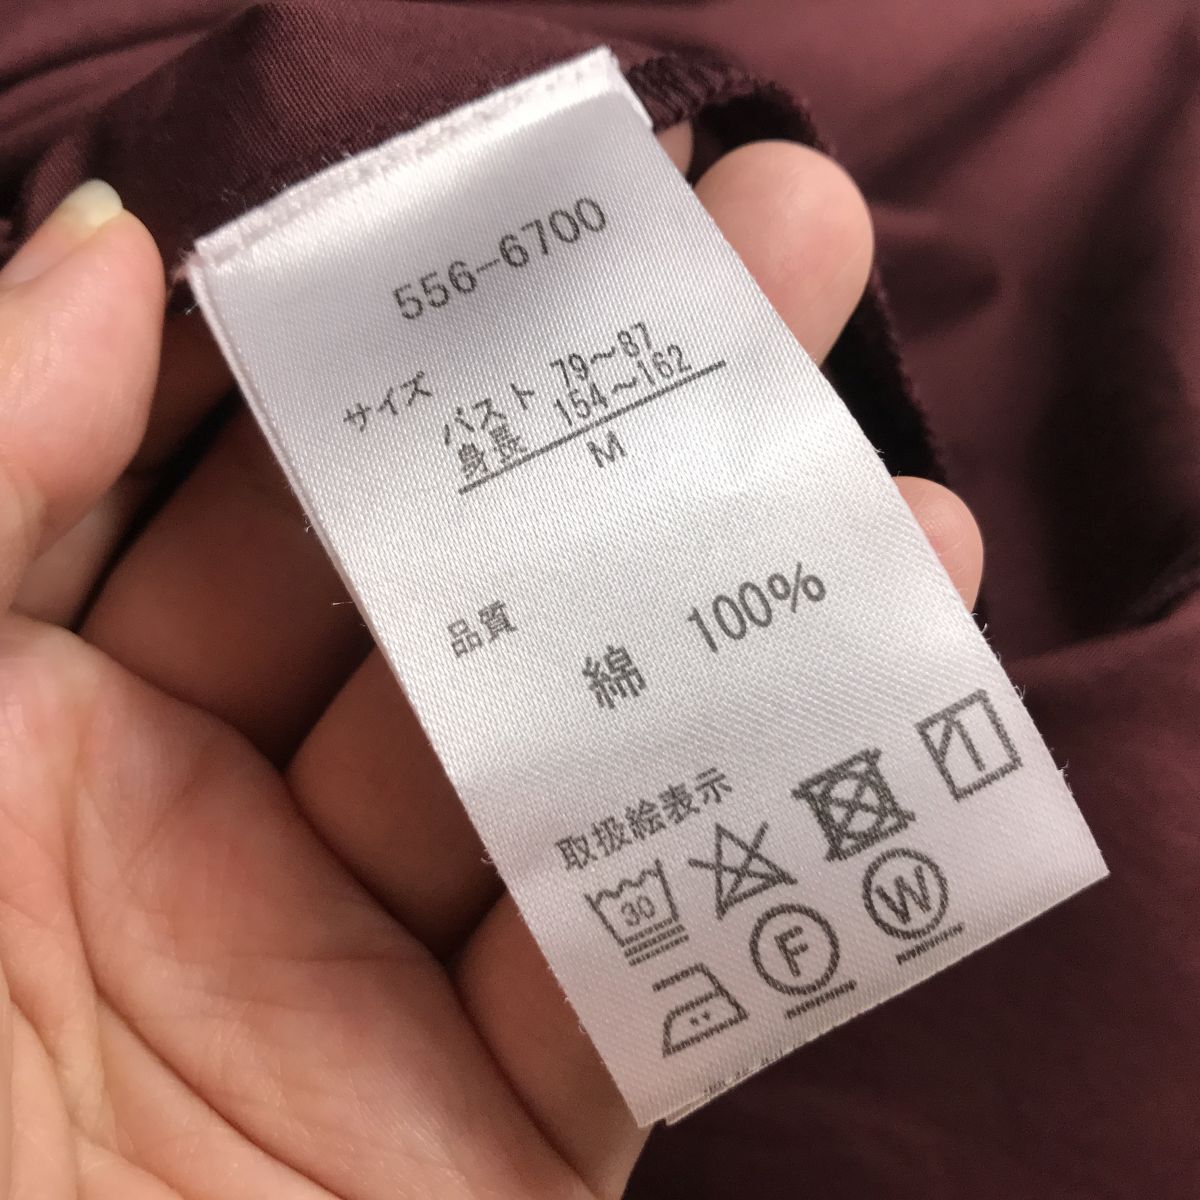 556-6700
サイズ
バスト 79～87
身長 154～162
M
品質
綿 100%
取扱絵表示
30
F
W